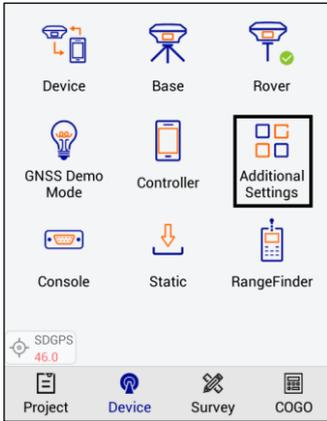 Device
Base
Rover
GNSS Demo
Mode
Controller
Additional
Settings
Console
Static
RangeFinder
SDGPS
46.0
Project
Device
Survey
COGO